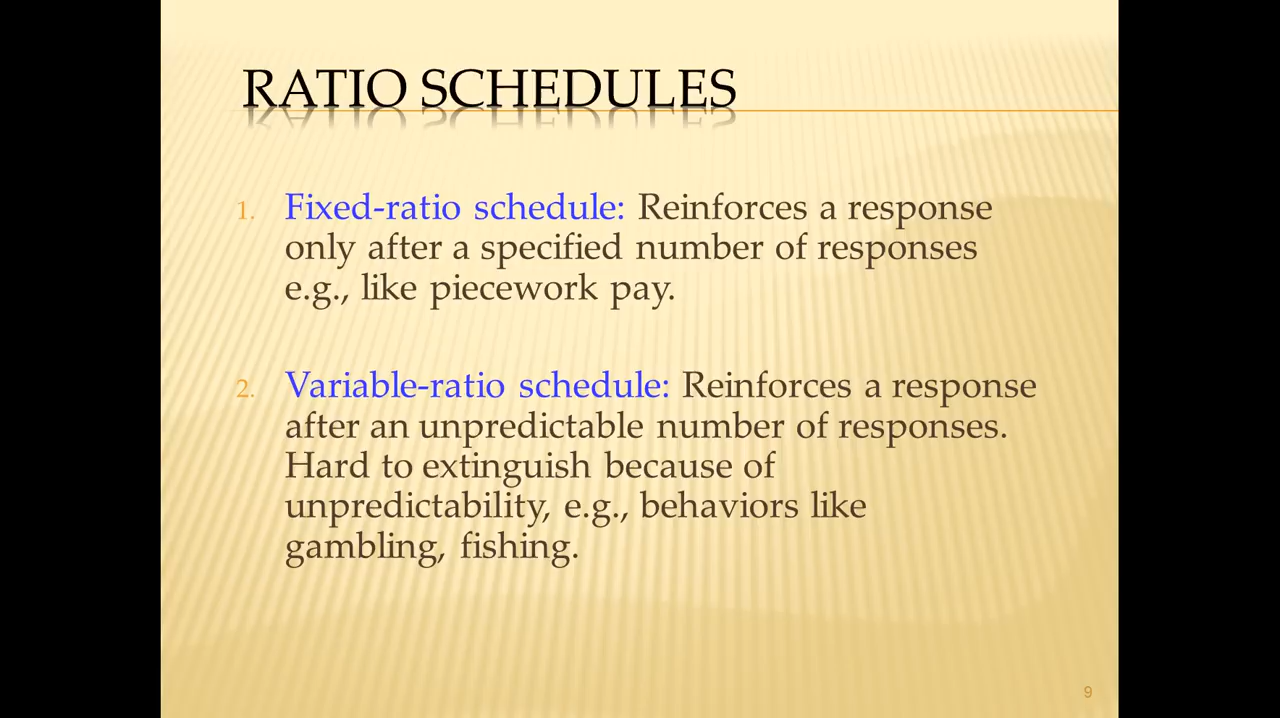 RATIO SCHEDULES
1. Fixed-ratio schedule: Reinforces a response
only after a specified number of responses
e.g., like piecework pay.
2. Variable-ratio schedule: Reinforces a response
after an unpredictable number of responses.
Hard to extinguish because of
unpredictability, e.g., behaviors like
gambling, fishing.
9